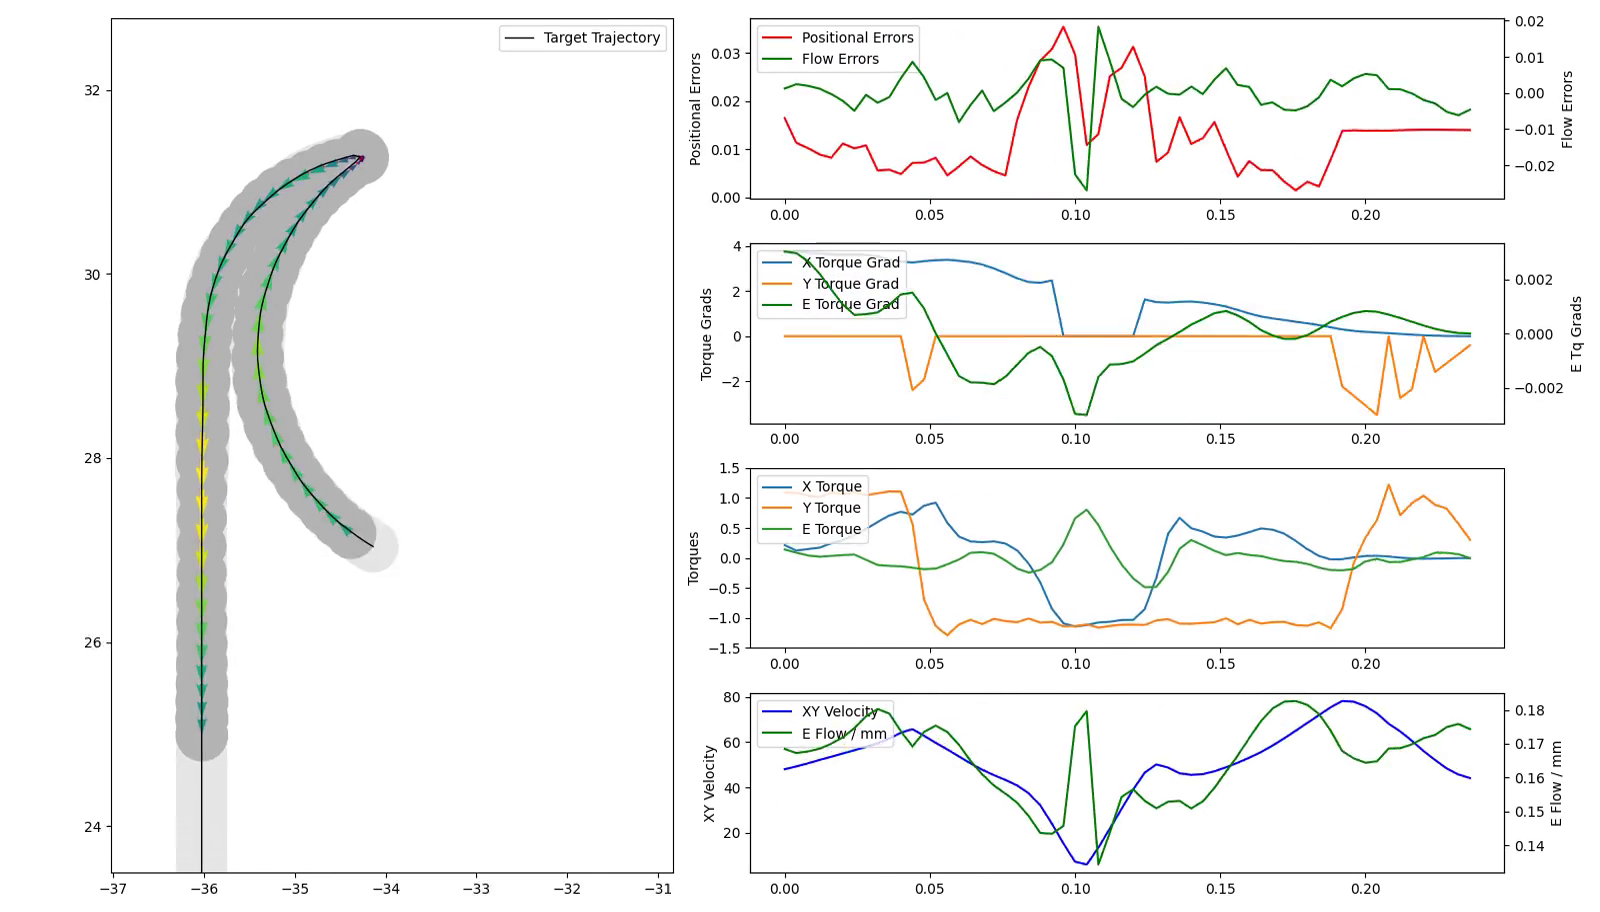 Target Trajectory
32
30
28
26
24
−37 −36 −35 −34 −33 −32 −31
Positional Errors
Flow Errors
Positional Errors
0.03
0.02
0.01
0.00
0.02
0.01
0.00
−0.01
−0.02
Flow Errors
0.00 0.05 0.10 0.15 0.20
X Torque Grad
Y Torque Grad
E Torque Grad
Torque Grads
4
2
0
−2
0.002
0.000
−0.002
E Tq Grads
0.00 0.05 0.10 0.15 0.20
X Torque
Y Torque
E Torque
Torques
1.5
1.0
0.5
0.0
−0.5
−1.0
−1.5
0.00 0.05 0.10 0.15 0.20
XY Velocity
E Flow / mm
XY Velocity
80
60
40
20
0.18
0.17
0.16
0.15
0.14
E Flow / mm
0.00 0.05 0.10 0.15 0.20